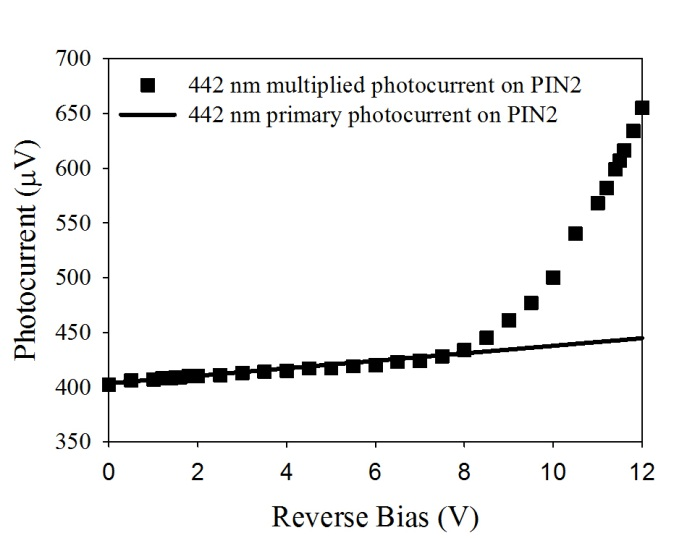 700
650
600
550
500
450
400
350
Photocurrent (μV)
442 nm multiplied photocurrent on PIN2
442 nm primary photocurrent on PIN2
0 2 4 6 8 10 12
Reverse Bias (V)